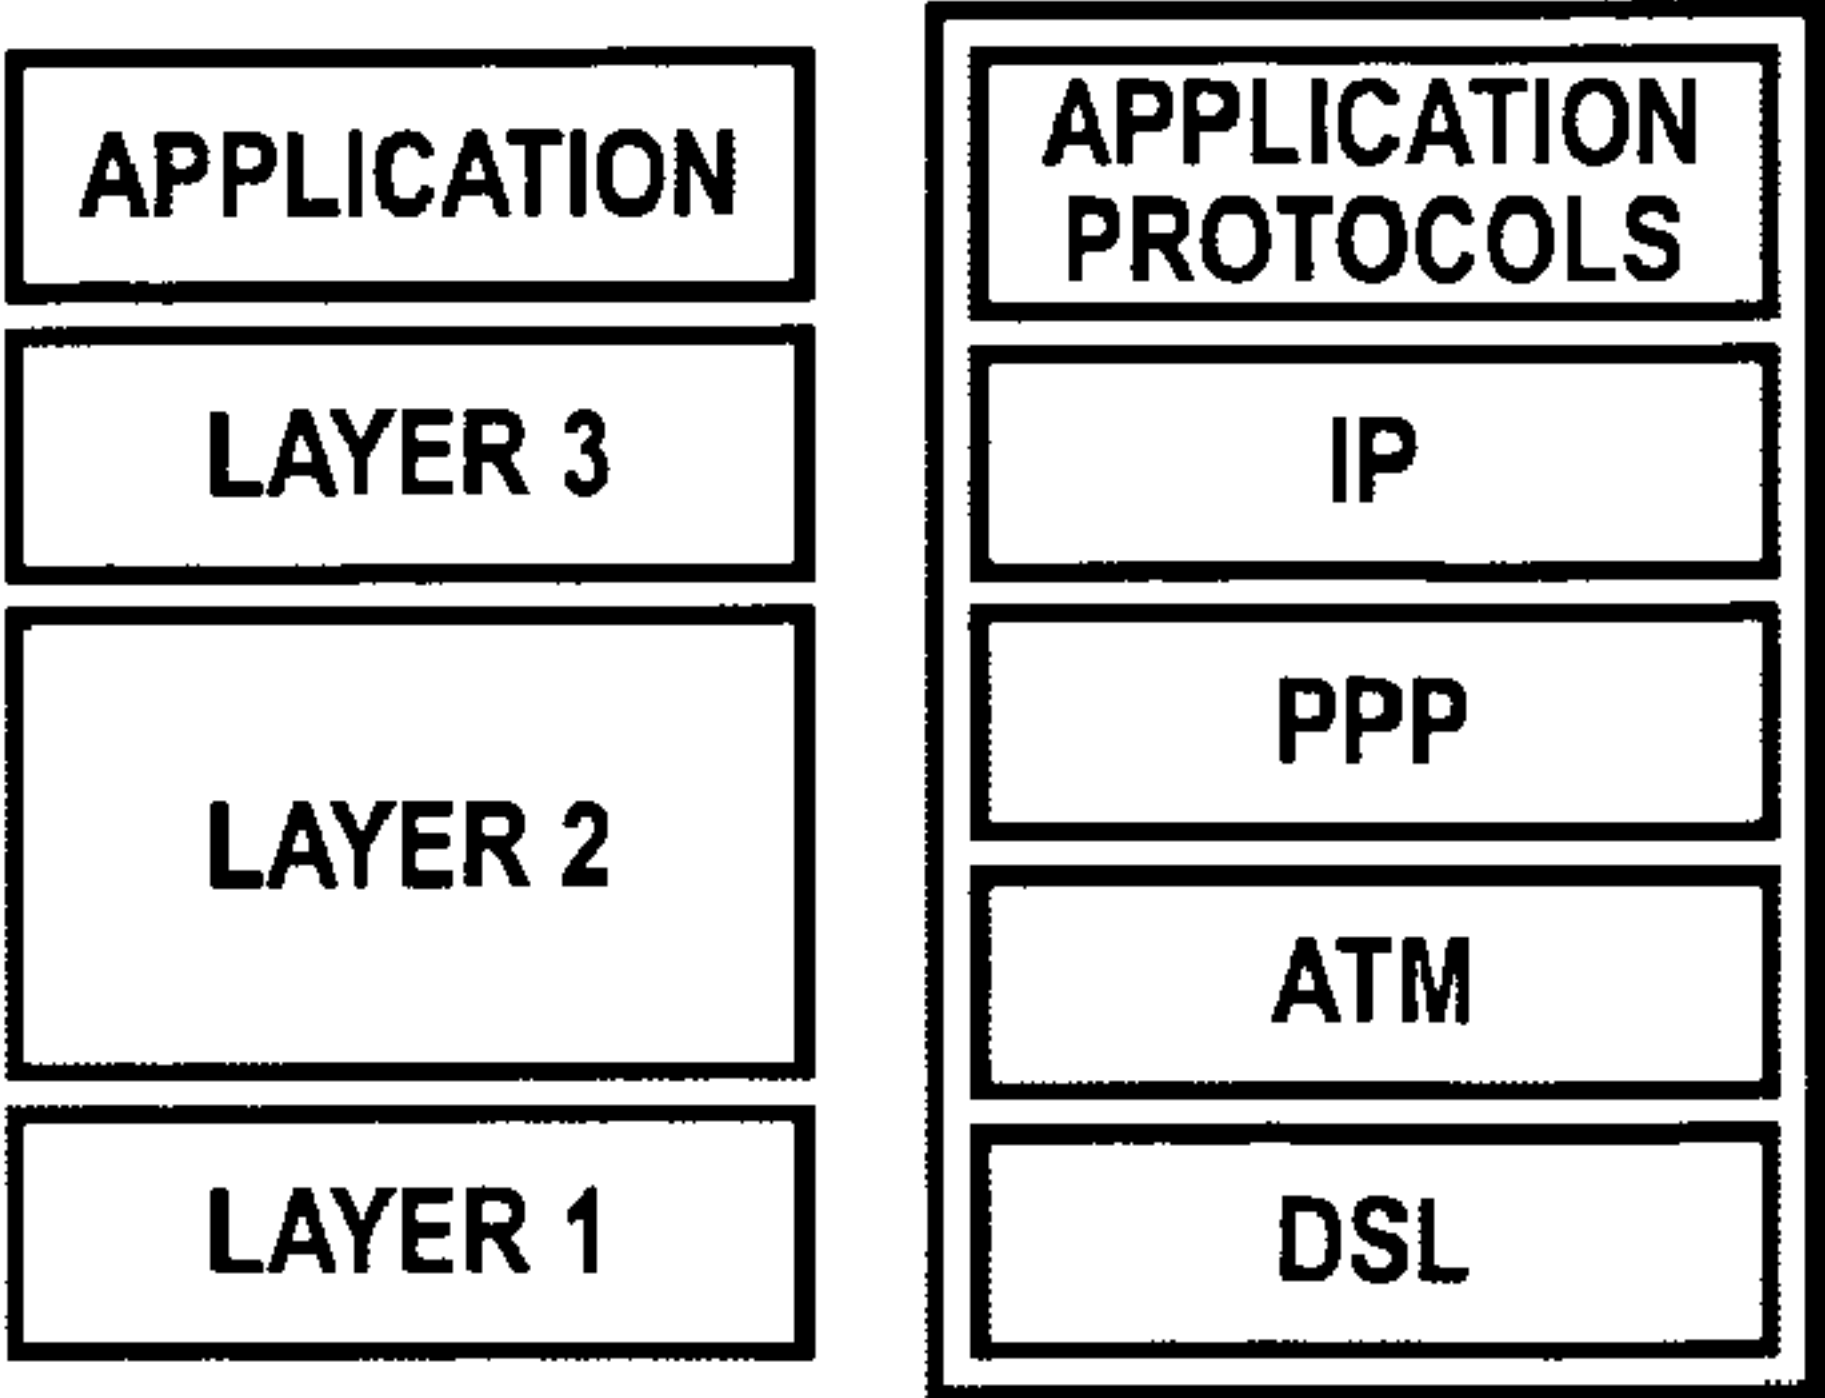 APPLICATION
LAYER 3
LAYER 2
LAYER 1
APPLICATION
PROTOCOLS
IP
PPP
ATM
DSL